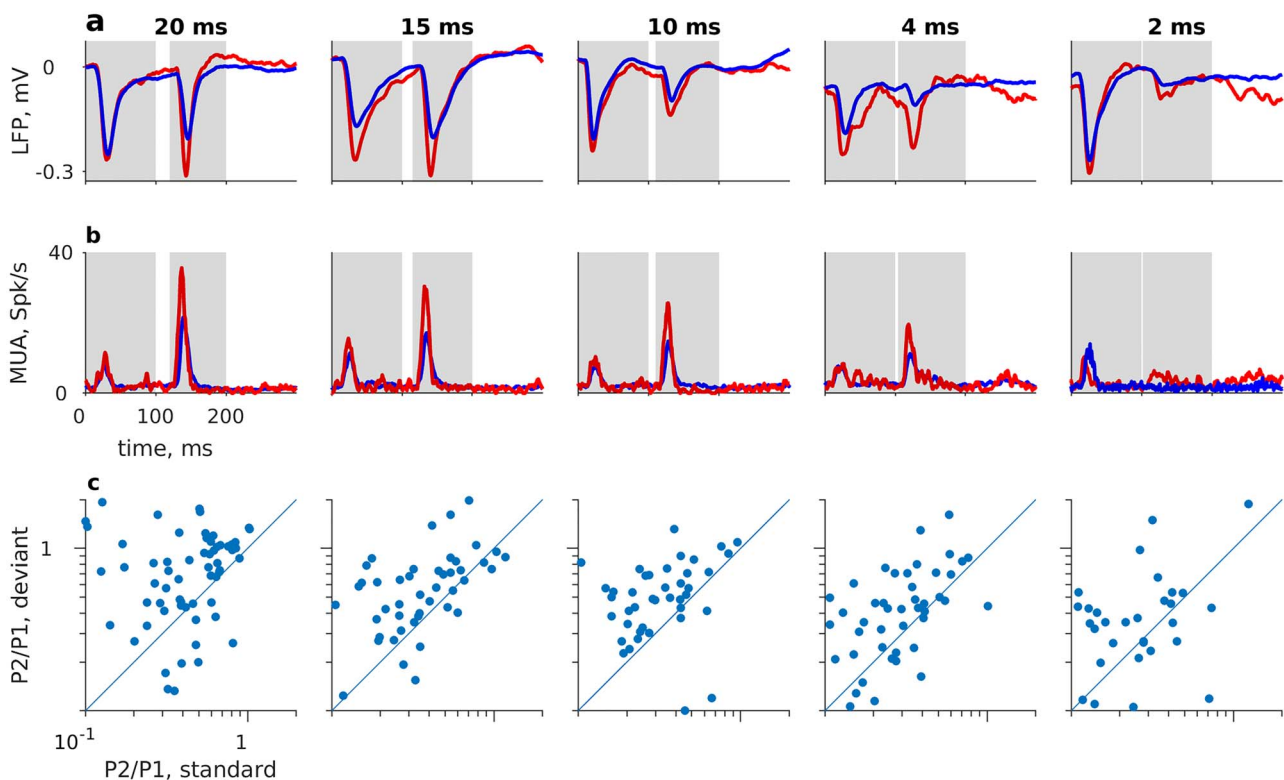 a
20 ms 15 ms 10 ms 4 ms 2 ms
LFP, mV
0
-0.3
b
MUA, Spk/s
40
0
0 100 200
time, ms
c
P2/P1, deviant
1
10-1 1
P2/P1, standard